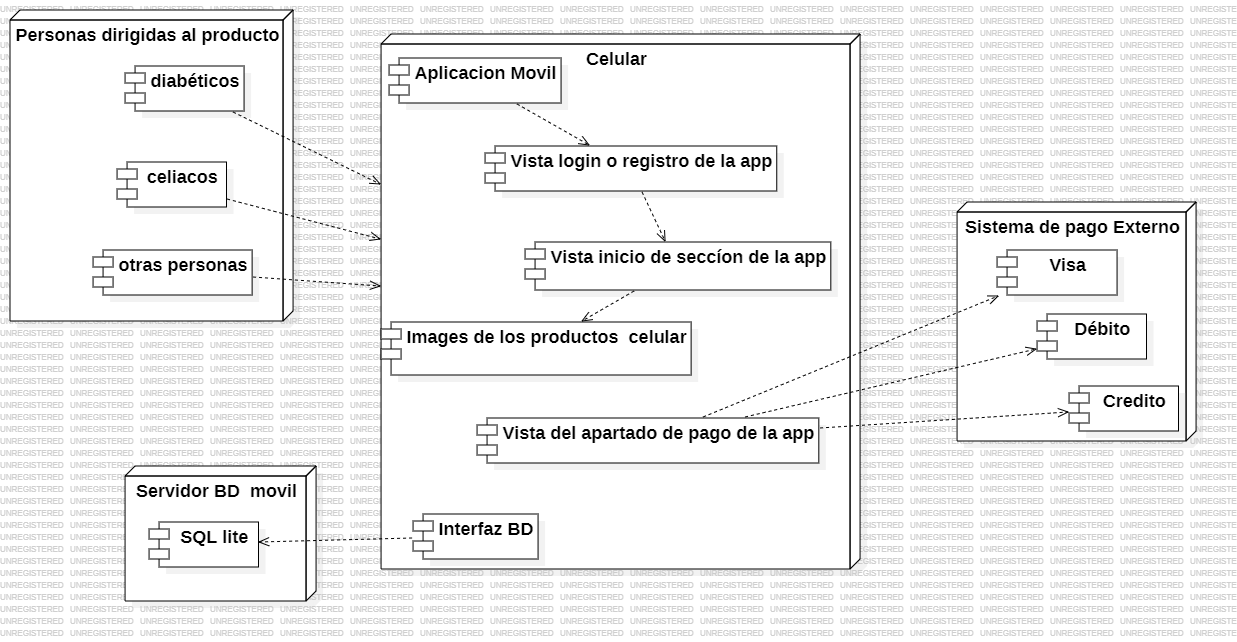 Personas dirigidas al producto
diabéticos
celiacos
otras personas
Celular
Aplicacion Movil
Vista login o registro de la app
Vista inicio de seccíon de la app
Images de los productos  celular
Vista del apartado de pago de la app
Interfaz BD
Sistema de pago Externo
Visa
Débito
Credito
Servidor BD  movil
SQL lite
UNREGISTERED